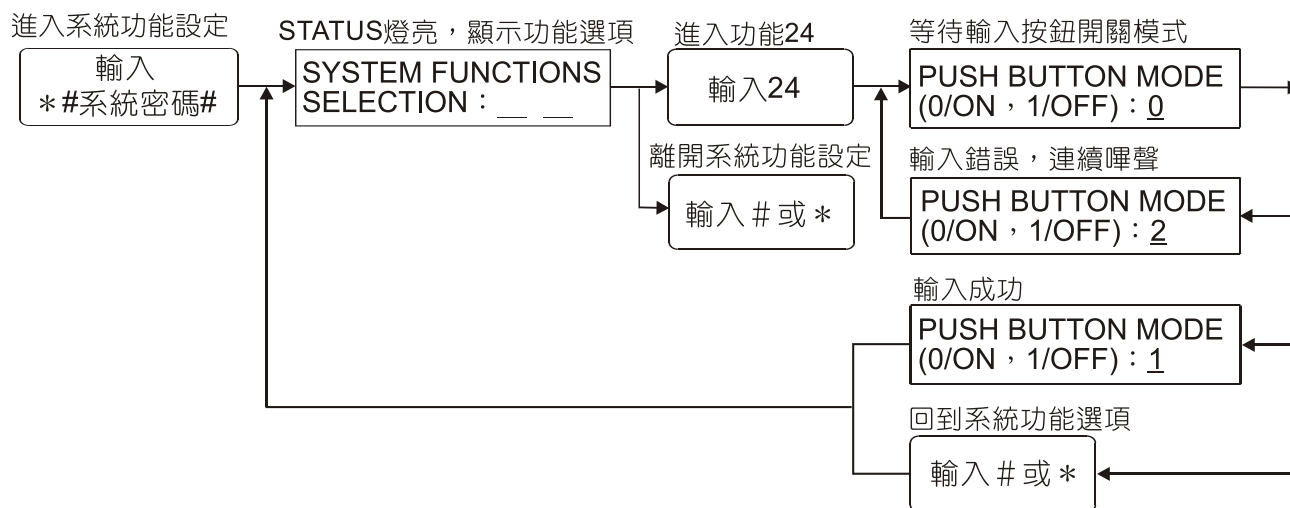 進入系統功能設定
輸入
＊#系統密碼#
STATUS燈亮，顯示功能選項
SYSTEM FUNCTIONS
SELECTION：__ __
進入功能24
輸入24
離開系統功能設定
輸入＃或＊
等待輸入按鈕開關模式
PUSH BUTTON MODE
(0/ON，1/OFF)：0
輸入錯誤，連續嗶聲
PUSH BUTTON MODE
(0/ON，1/OFF)：2
輸入成功
PUSH BUTTON MODE
(0/ON，1/OFF)：1
回到系統功能選項
輸入＃或＊